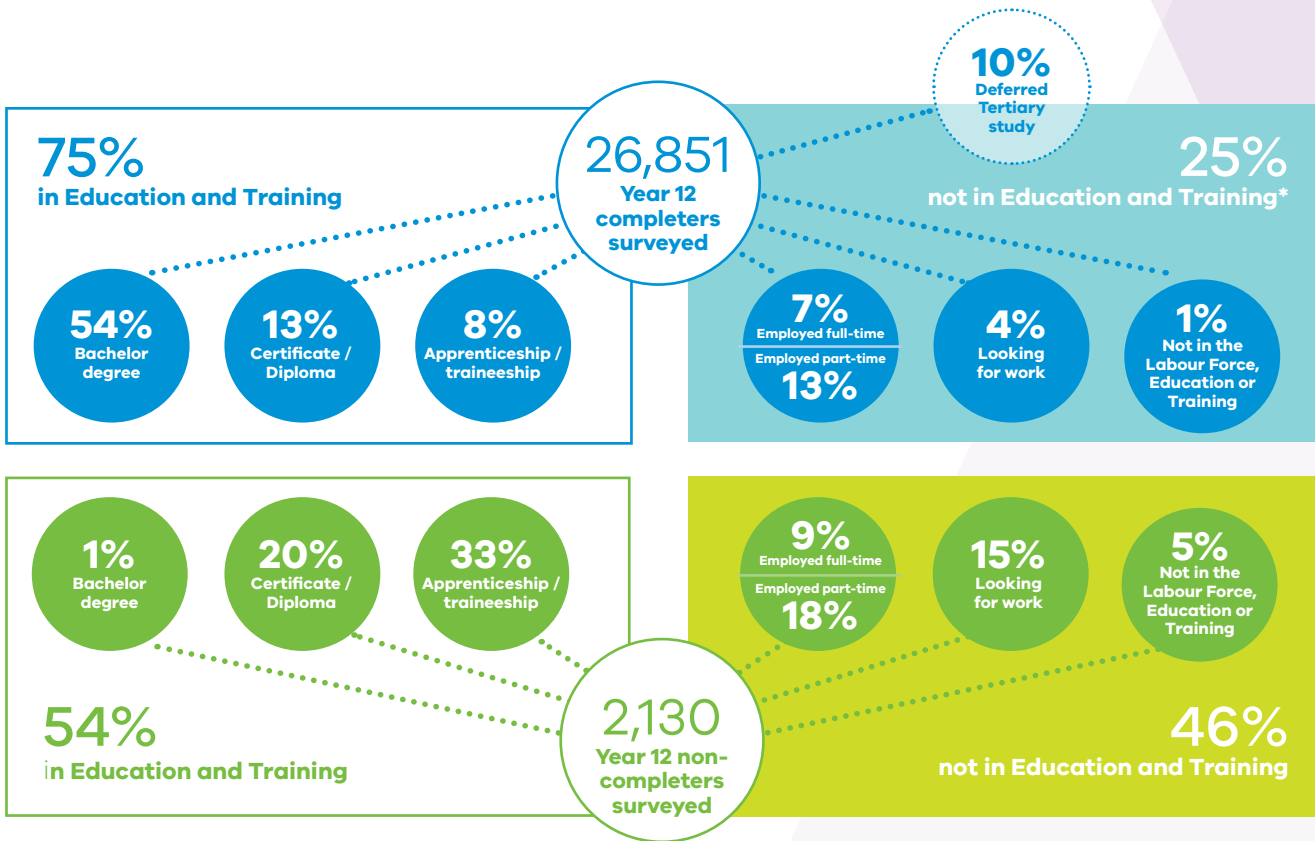 10%
Deferred
Tertiary
study
75%
in Education and Training
26,851
Year 12
completers
surveyed
25%
not in Education and Training*
54%
Bachelor
degree
13%
Certificate /
Diploma
8%
Apprenticeship /
traineeship
7%
Employed full-time
Employed part-time
13%
4%
Looking
for work
1%
Not in the
Labour Force,
Education or
Training
1%
Bachelor
degree
20%
Certificate /
Diploma
33%
Apprenticeship /
traineeship
9%
Employed full-time
Employed part-time
18%
15%
Looking
for work
5%
Not in the
Labour Force,
Education or
Training
54%
in Education and Training
2,130
Year 12 non-
completers
surveyed
46%
not in Education and Training